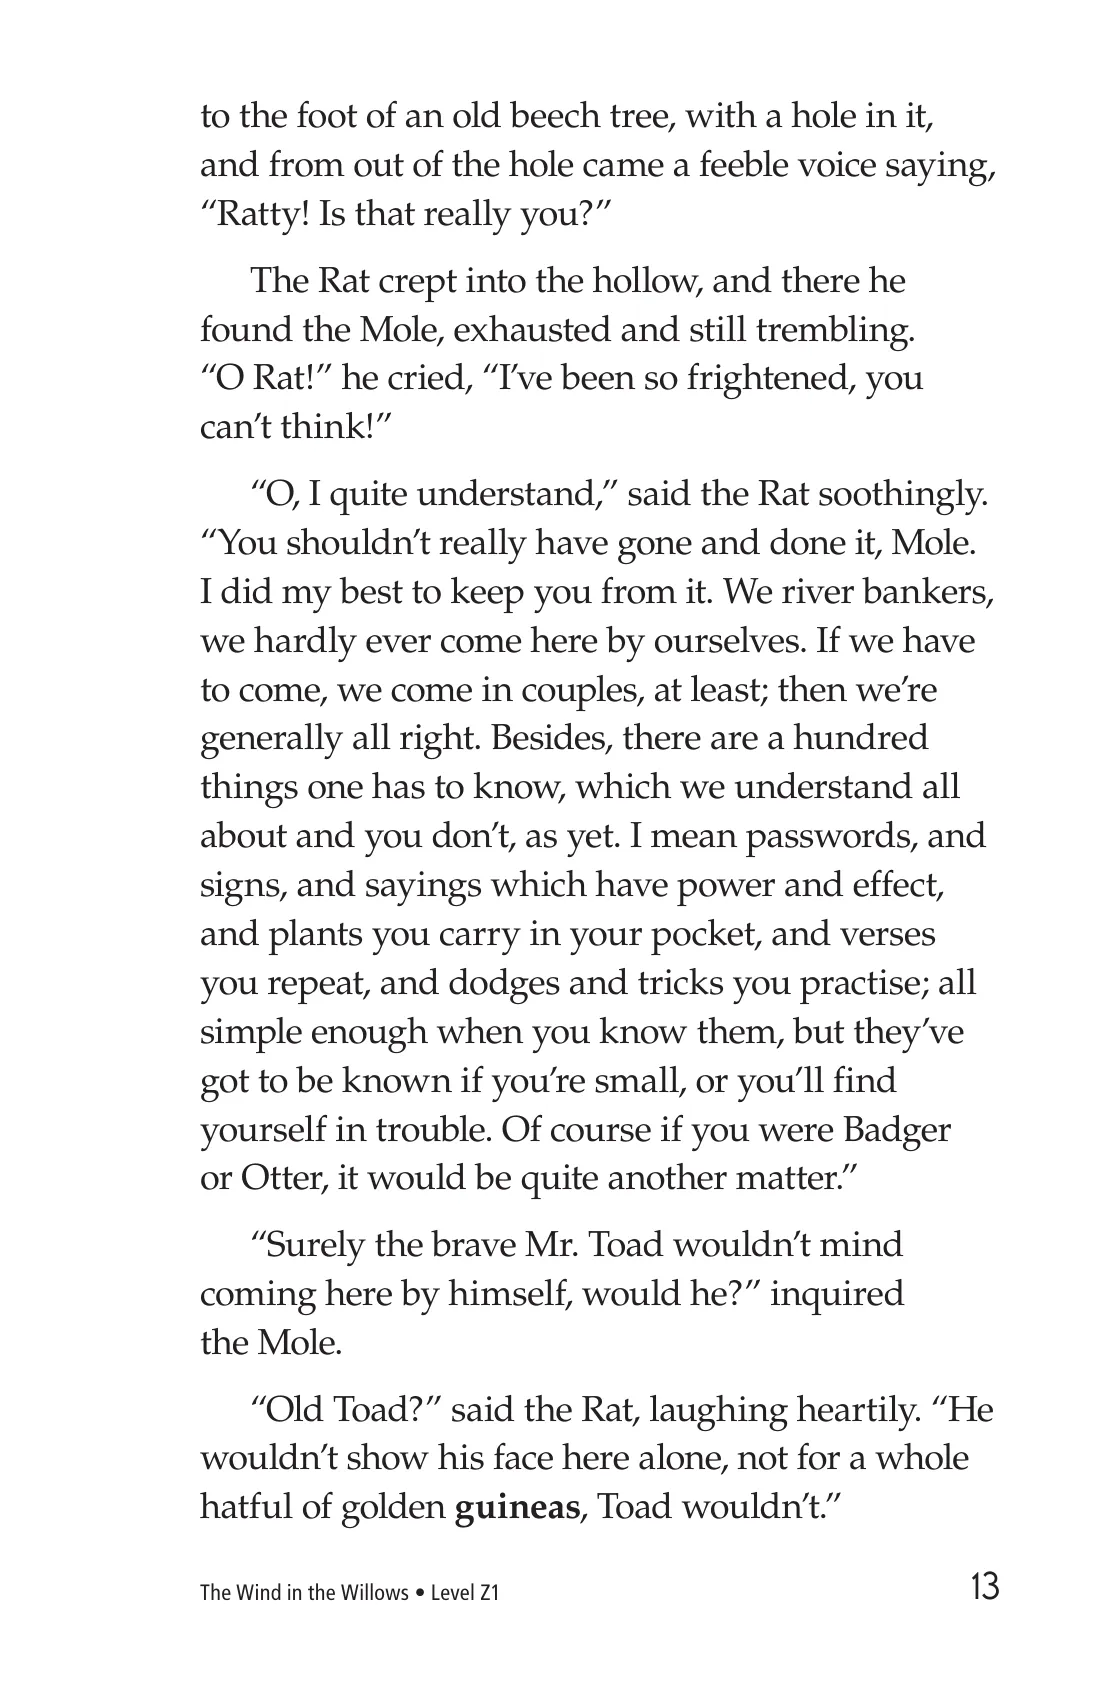 to the foot of an old beech tree, with a hole in it,
and from out of the hole came a feeble voice saying,
“Ratty! Is that really you?”
The Rat crept into the hollow, and there he
found the Mole, exhausted and still trembling.
“O Rat!” he cried, “I’ve been so frightened, you
can’t think!”
“O, I quite understand,” said the Rat soothingly.
“You shouldn’t really have gone and done it, Mole.
I did my best to keep you from it. We river bankers,
we hardly ever come here by ourselves. If we have
to come, we come in couples, at least; then we’re
generally all right. Besides, there are a hundred
things one has to know, which we understand all
about and you don’t, as yet. I mean passwords, and
signs, and sayings which have power and effect,
and plants you carry in your pocket, and verses
you repeat, and dodges and tricks you practise; all
simple enough when you know them, but they’ve
got to be known if you’re small, or you’ll find
yourself in trouble. Of course if you were Badger
or Otter, it would be quite another matter.”
“Surely the brave Mr. Toad wouldn’t mind
coming here by himself, would he?” inquired
the Mole.
“Old Toad?” said the Rat, laughing heartily. “He
wouldn’t show his face here alone, not for a whole
hatful of golden guineas, Toad wouldn’t.”
The Wind in the Willows • Level Z1 13